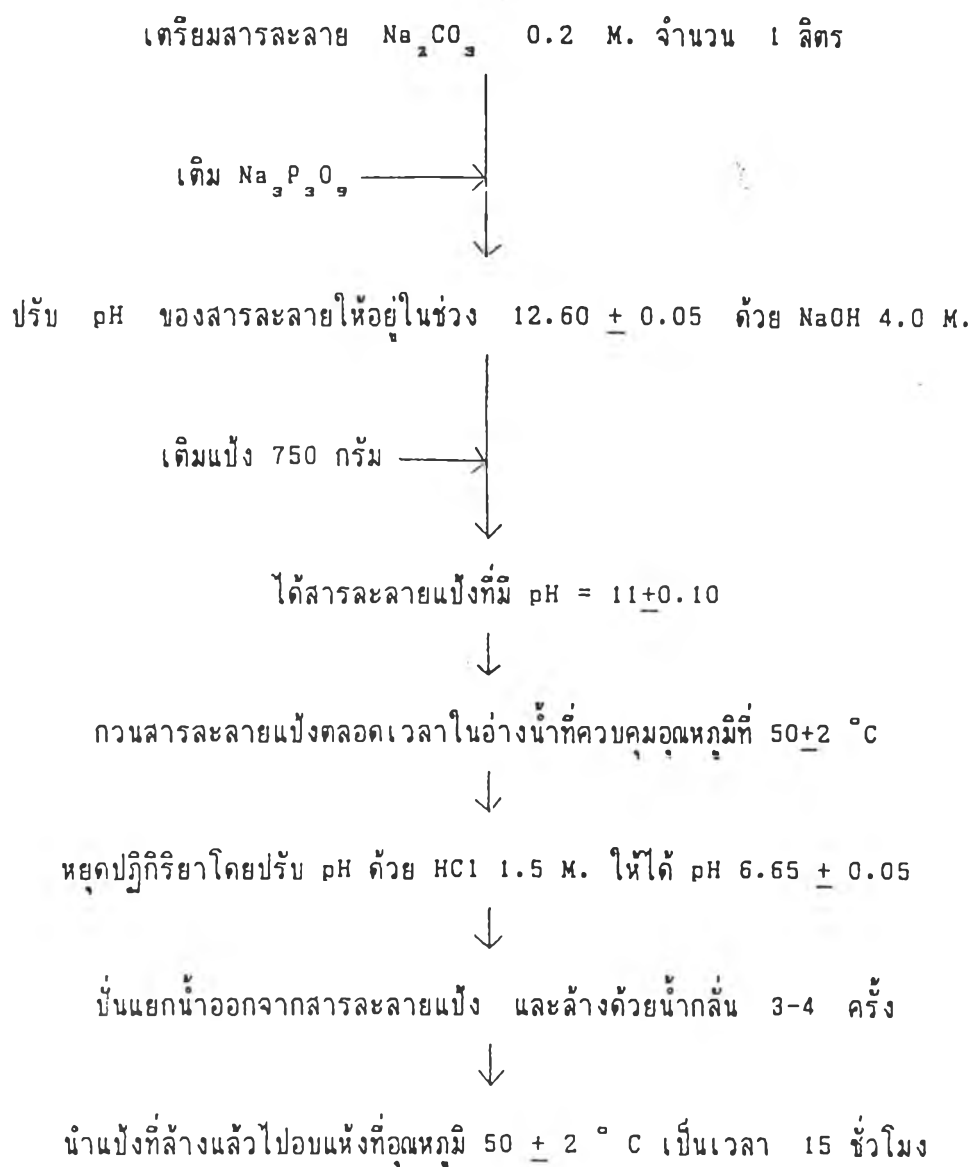 เตรียมสารละลาย Na₂CO₃ 0.2 M. จำนวน 1 ลิตร
เติม Na₃P₃O₉
ปรับ pH ของสารละลายให้อยู่ในช่วง 12.60 ± 0.05 ด้วย NaOH 4.0 M.
เติมแป้ง 750 กรัม
ได้สารละลายแป้งที่มี pH = 11±0.10
กวนสารละลายแป้งตลอดเวลาในอ่างน้ำที่ควบคุมอุณหภูมิที่ 50±2 °C
หยุดปฏิกิริยาโดยปรับ pH ด้วย HCl 1.5 M. ให้ได้ pH 6.65 ± 0.05
ปั่นแยกน้ำออกจากสารละลายแป้ง และล้างด้วยน้ำกลั่น 3-4 ครั้ง
นำแป้งที่ล้างแล้วไปอบแห้งที่อุณหภูมิ 50 ± 2 ° C เป็นเวลา 15 ชั่วโมง